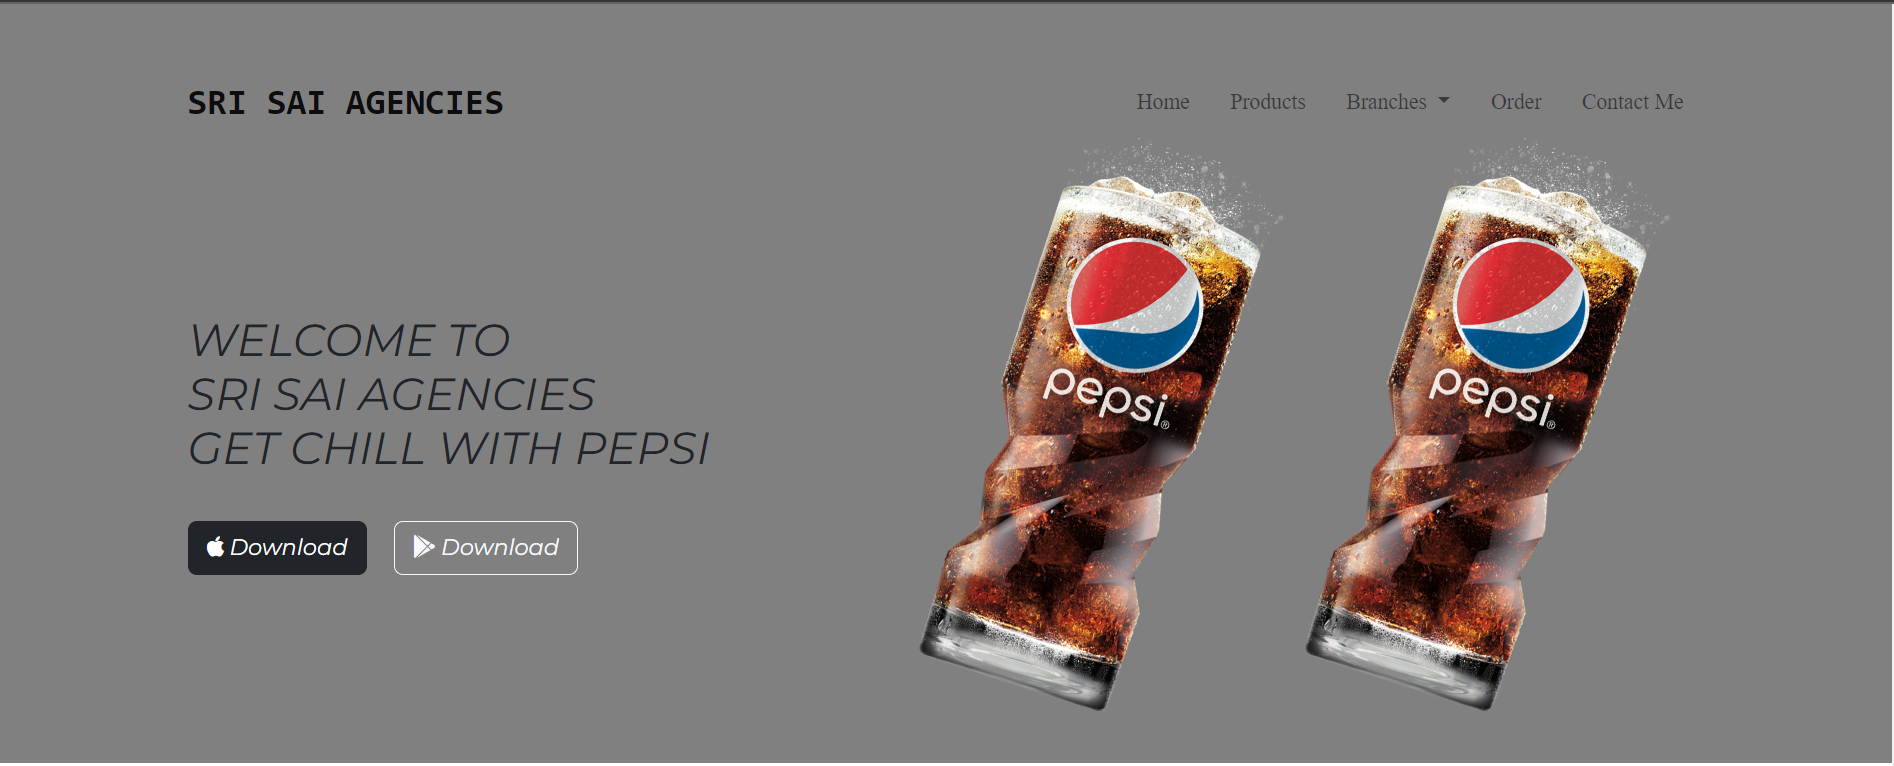 SRI SAI AGENCIES
Home Products Branches Order Contact Me
WELCOME TO
SRI SAI AGENCIES
GET CHILL WITH PEPSI
Download Download
pepsi® pepsi®